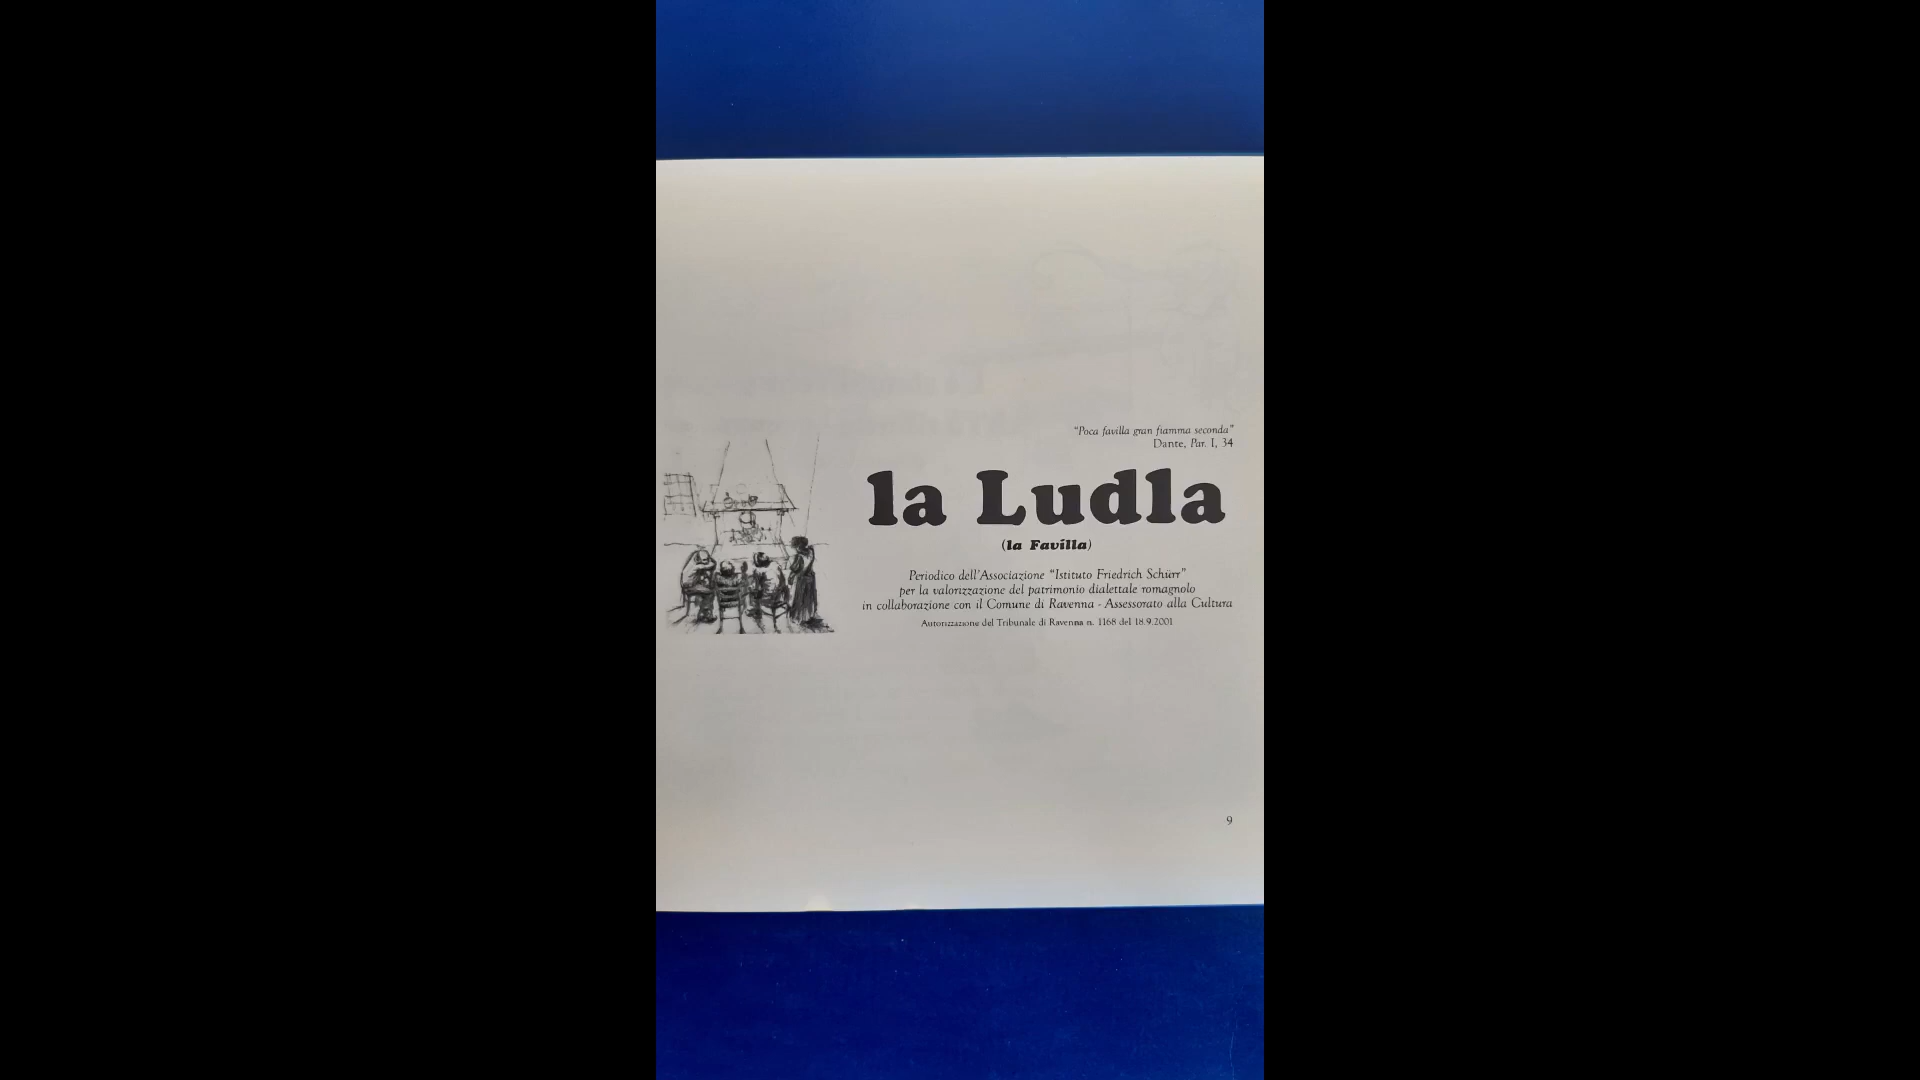 "Poca favilla gran fiamma seconda"
Dante, Par. I, 34
la Ludla
(la Favilla)
Periodico dell'Associazione "Istituto Friedrich Schürr"
per la valorizzazione del patrimonio dialettale romagnolo
in collaborazione con il Comune di Ravenna - Assessorato alla Cultura
Autorizzazione del Tribunale di Ravenna n. 1168 del 18.9.2001
9